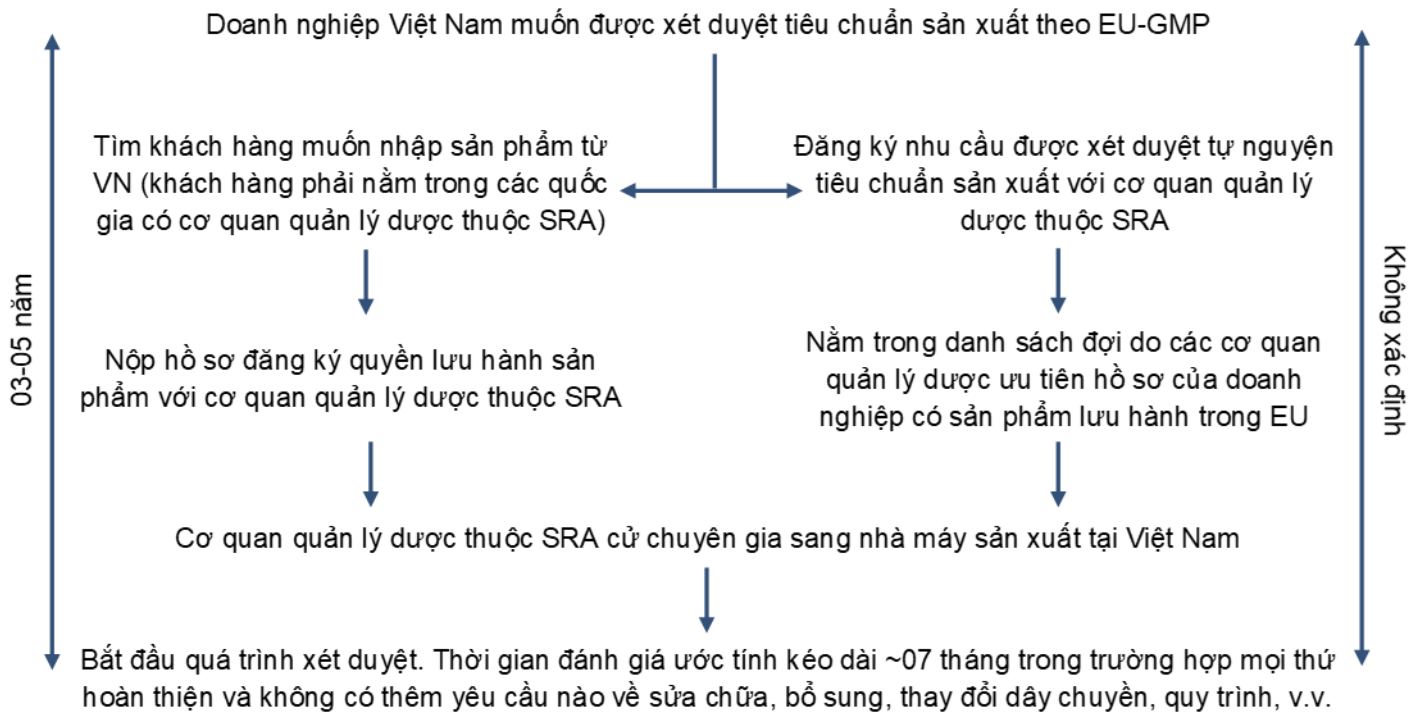 Doanh nghiệp Việt Nam muốn được xét duyệt tiêu chuẩn sản xuất theo EU-GMP
03-05 năm
Tìm khách hàng muốn nhập sản phẩm từ
VN (khách hàng phải nằm trong các quốc
gia có cơ quan quản lý dược thuộc SRA)
Nộp hồ sơ đăng ký quyền lưu hành sản
phẩm với cơ quan quản lý dược thuộc SRA
Đăng ký nhu cầu được xét duyệt tự nguyện
tiêu chuẩn sản xuất với cơ quan quản lý
dược thuộc SRA
Nằm trong danh sách đợi do các cơ quan
quản lý dược ưu tiên hồ sơ của doanh
nghiệp có sản phẩm lưu hành trong EU
Không xác định
Cơ quan quản lý dược thuộc SRA cử chuyên gia sang nhà máy sản xuất tại Việt Nam
Bắt đầu quá trình xét duyệt. Thời gian đánh giá ước tính kéo dài ~07 tháng trong trường hợp mọi thứ
hoàn thiện và không có thêm yêu cầu nào về sửa chữa, bổ sung, thay đổi dây chuyền, quy trình, v.v.